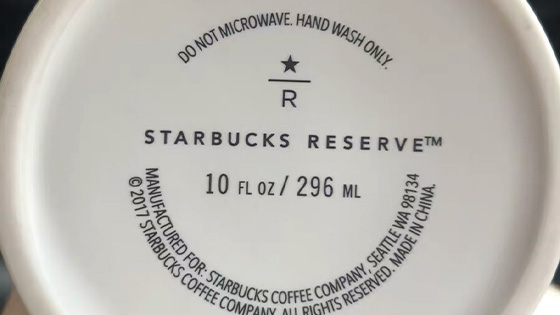 DO NOT MICROWAVE. HAND WASH ONLY.
★
R
STARBUCKS RESERVE™
10 FL OZ / 296 ML
MANUFACTURED FOR: STARBUCKS COFFEE COMPANY, SEATTLE WA 98134
© 2017 STARBUCKS COFFEE COMPANY. ALL RIGHTS RESERVED. MADE IN CHINA.